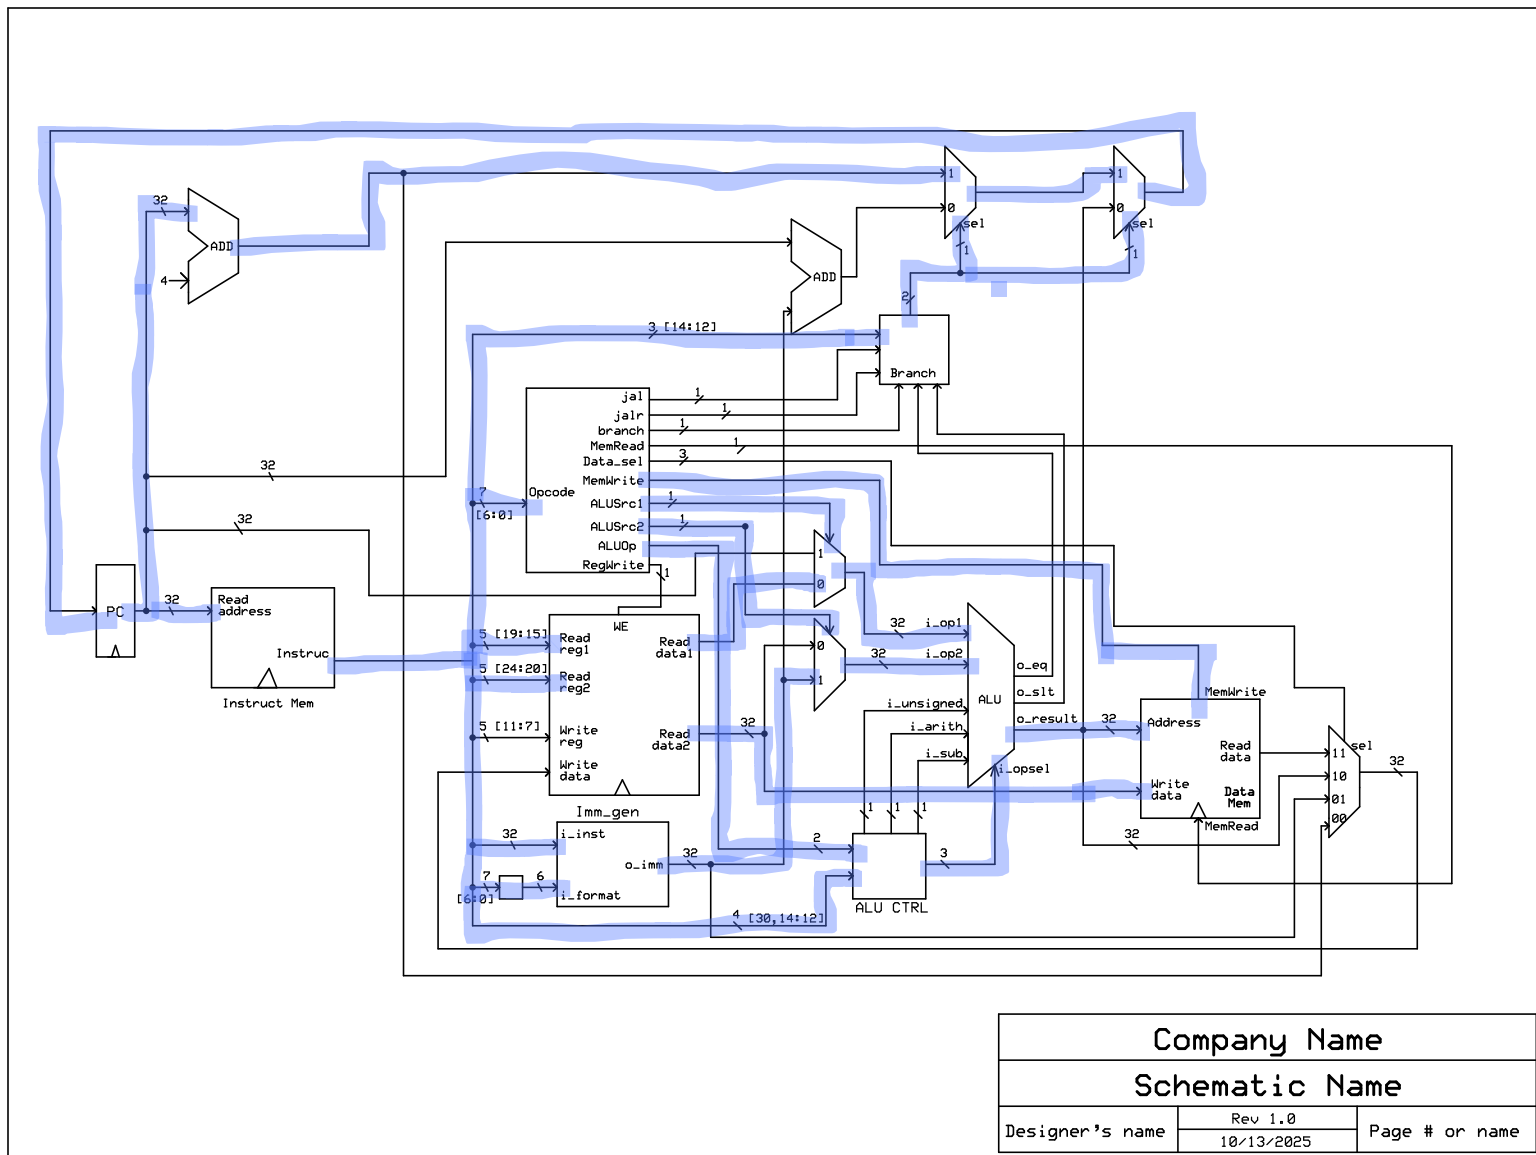 32
ADD
4
1
0
sel
1
1
0
sel
1
ADD
2
3 [14:12]
Branch
jal
1
jalr
1
branch
1
MemRead
1
Data_sel
3
MemWrite
Opcode
7
[6:0]
ALUSrc1
1
ALUSrc2
1
ALUOp
RegWrite
1
32
32
PC
32
Read
address
Instruc
Instruct Mem
WE
5 [19:15]
Read
reg1
5 [24:20]
Read
reg2
5 [11:7]
Write
reg
Write
data
Read
data1
Read
data2
32
1
0
0
1
32
i_op1
32
i_op2
o_eq
o_slt
ALU
o_result
i_unsigned
i_arith
i_sub
i_opsel
1
1
1
32
MemWrite
Address
Read
data
Write
data
Data
Mem
MemRead
sel
11
10
01
00
32
32
Imm_gen
32
i_inst
o_imm
32
7
[6:0]
6
i_format
2
3
4 [30,14:12]
ALU CTRL
Company Name
Schematic Name
Designer's name
Rev 1.0
10/13/2025
Page # or name